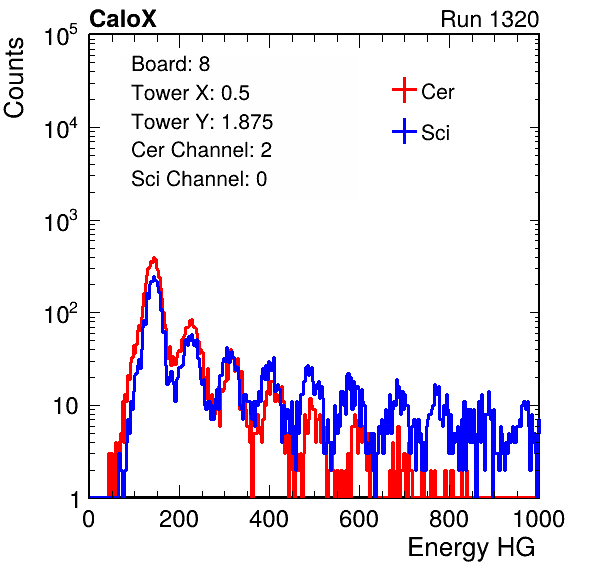 CaloX Run 1320
Counts
Board: 8
Tower X: 0.5
Tower Y: 1.875
Cer Channel: 2
Sci Channel: 0
Cer
Sci
10^5
10^4
10^3
10^2
10
1
0 200 400 600 800 1000
Energy HG